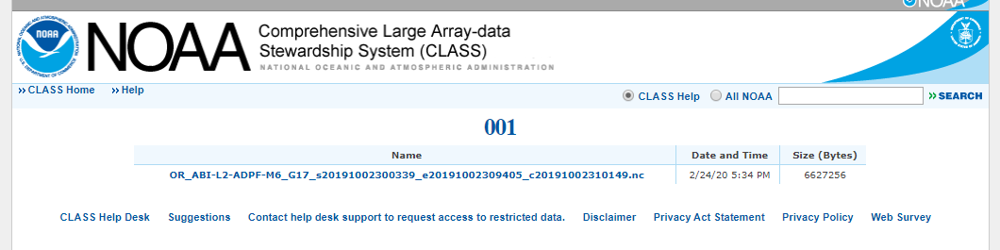 NOAA
NOAA
NOAA
Comprehensive Large Array-data
Stewardship System (CLASS)
NATIONAL OCEANIC AND ATMOSPHERIC ADMINISTRATION
» CLASS Home » Help
CLASS Help All NOAA » SEARCH
001
Name Date and Time Size (Bytes)
OR_ABI-L2-ADPF-M6_G17_s20191002300339_e20191002309405_c20191002310149.nc 2/24/20 5:34 PM 6627256
CLASS Help Desk Suggestions Contact help desk support to request access to restricted data. Disclaimer Privacy Act Statement Privacy Policy Web Survey